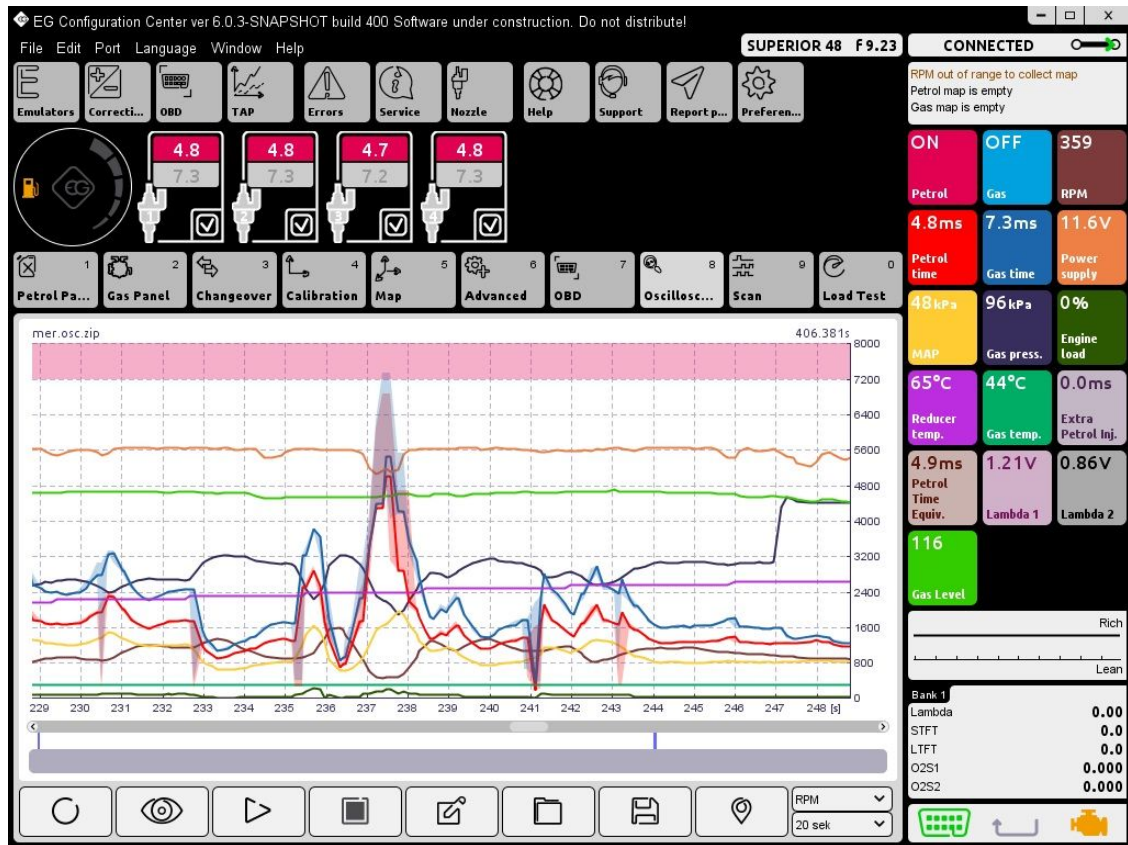 EG Configuration Center ver 6.0.3-SNAPSHOT build 400 Software under construction. Do not distribute!
File Edit Port Language Window Help
SUPERIOR 48 F 9.23
CONNECTED
Emulators
Correcti...
OBD
TAP
Errors
Service
Nozzle
Help
Support
Report p...
Preferen...
RPM out of range to collect map
Petrol map is empty
Gas map is empty
EG
4.8
7.3
1
4.8
7.3
2
4.7
7.2
3
4.8
7.3
4
ON
Petrol
OFF
Gas
359
RPM
4.8ms
Petrol time
7.3ms
Gas time
11.6V
Power supply
48kPa
MAP
96kPa
Gas press.
0%
Engine load
65°C
Reducer temp.
44°C
Gas temp.
0.0ms
Extra Petrol Inj.
4.9ms
Petrol Time Equiv.
1.21V
Lambda 1
0.86V
Lambda 2
116
Gas Level
1 Petrol Pa...
2 Gas Panel
3 Changeover
4 Calibration
5 Map
6 Advanced
7 OBD
8 Oscillosc...
9 Scan
0 Load Test
mer.osc.zip
406.381s
8000
7200
6400
5600
4800
4000
3200
2400
1600
800
0
229 230 231 232 233 234 235 236 237 238 239 240 241 242 243 244 245 246 247 248 [s]
Rich
Lean
Bank 1
Lambda 0.00
STFT 0.0
LTFT 0.0
O2S1 0.000
O2S2 0.000
RPM
20 sek